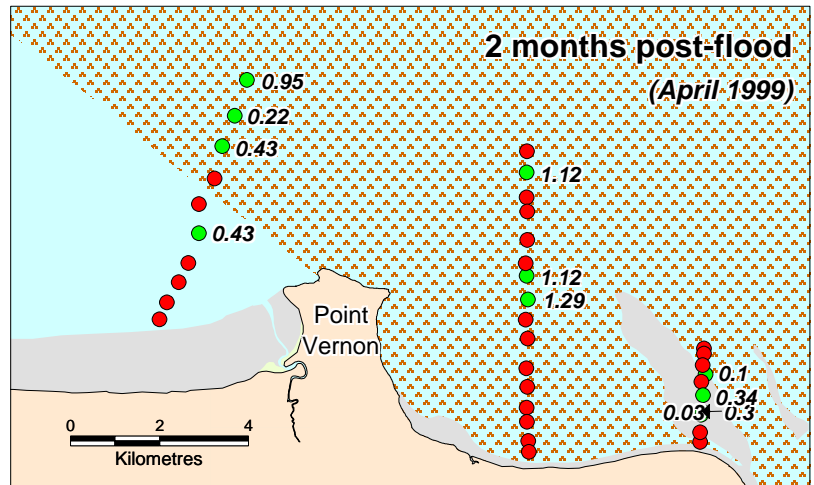 2 months post-flood
(April 1999)
0.95
0.22
0.43
1.12
0.43
1.12
1.29
Point
Vernon
0.1
0.34
0.03 0.3
0 2 4
Kilometres